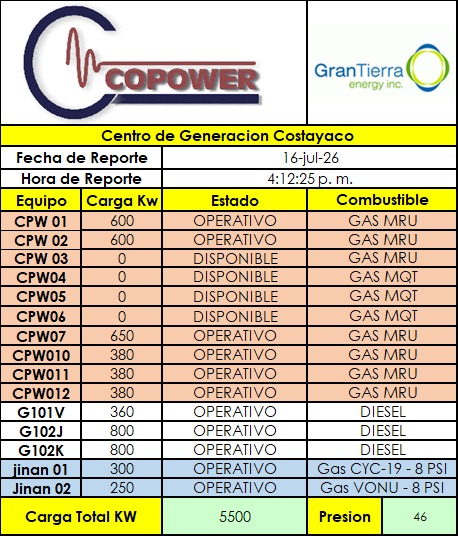 COPOWER
GranTierra
energy inc.
Centro de Generacion Costayaco
Fecha de Reporte 16-jul-26
Hora de Reporte 4:12:25 p. m.
Equipo Carga Kw Estado Combustible
CPW 01 600 OPERATIVO GAS MRU
CPW 02 600 OPERATIVO GAS MRU
CPW 03 0 DISPONIBLE GAS MRU
CPW04 0 DISPONIBLE GAS MQT
CPW05 0 DISPONIBLE GAS MQT
CPW06 0 DISPONIBLE GAS MQT
CPW07 650 OPERATIVO GAS MRU
CPW010 380 OPERATIVO GAS MRU
CPW011 380 OPERATIVO GAS MRU
CPW012 380 OPERATIVO GAS MRU
G101V 360 OPERATIVO DIESEL
G102J 800 OPERATIVO DIESEL
G102K 800 OPERATIVO DIESEL
jinan 01 300 OPERATIVO Gas CYC-19 - 8 PSI
Jinan 02 250 OPERATIVO Gas VONU - 8 PSI
Carga Total KW 5500 Presion 46